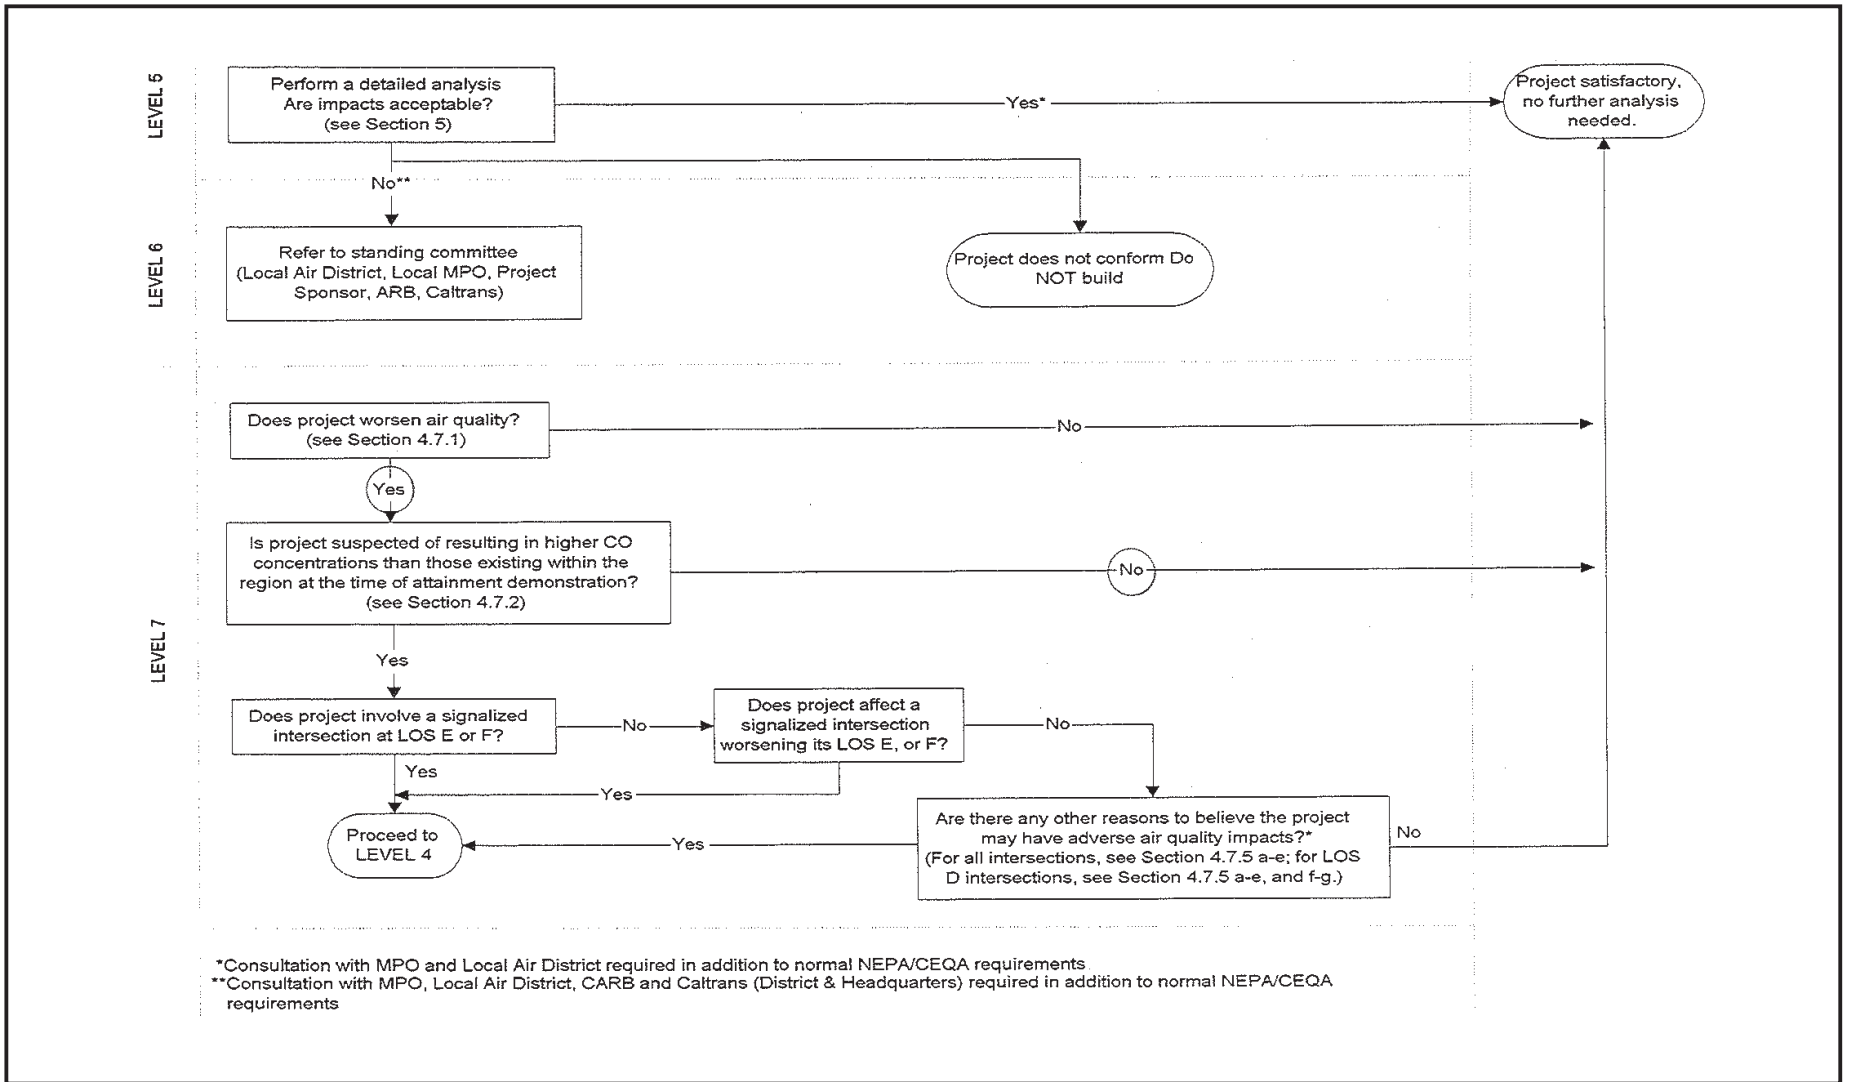 LEVEL 5
Perform a detailed analysis
Are impacts acceptable?
(see Section 5)
Yes*
Project satisfactory,
no further analysis
needed.
No**
LEVEL 6
Refer to standing committee
(Local Air District, Local MPO, Project
Sponsor, ARB, Caltrans)
Project does not conform Do
NOT build
LEVEL 7
Does project worsen air quality?
(see Section 4.7.1)
No
Yes
Is project suspected of resulting in higher CO
concentrations than those existing within the
region at the time of attainment demonstration?
(see Section 4.7.2)
No
Yes
Does project involve a signalized
intersection at LOS E or F?
No
Does project affect a
signalized intersection
worsening its LOS E, or F?
No
Yes
Yes
Proceed to
LEVEL 4
Yes
Are there any other reasons to believe the project
may have adverse air quality impacts?*
(For all intersections, see Section 4.7.5 a-e; for LOS
D intersections, see Section 4.7.5 a-e, and f-g.)
No
*Consultation with MPO and Local Air District required in addition to normal NEPA/CEQA requirements
**Consultation with MPO, Local Air District, CARB and Caltrans (District & Headquarters) required in addition to normal NEPA/CEQA
requirements